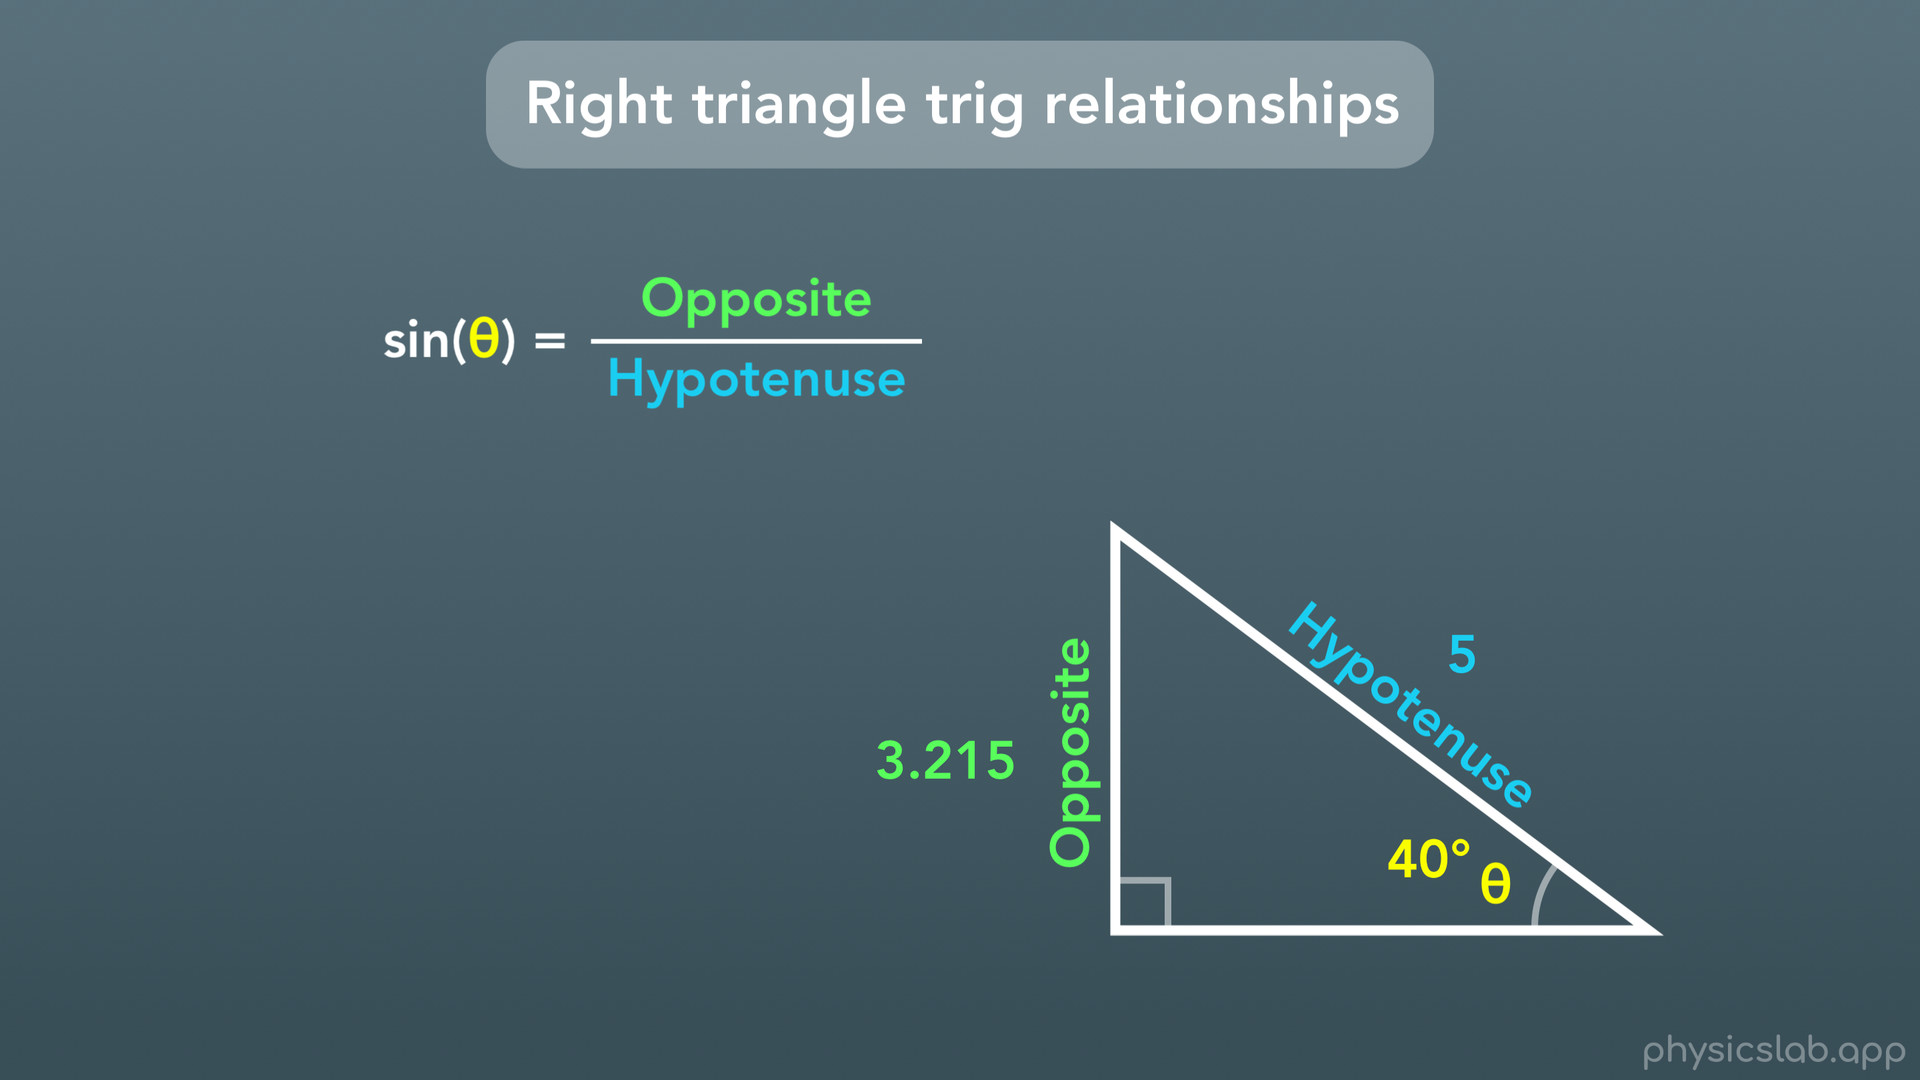 Right triangle trig relationships
sin(θ) = Opposite
Hypotenuse
Hypotenuse
5
Opposite
3.215
40°
θ
physicslab.app